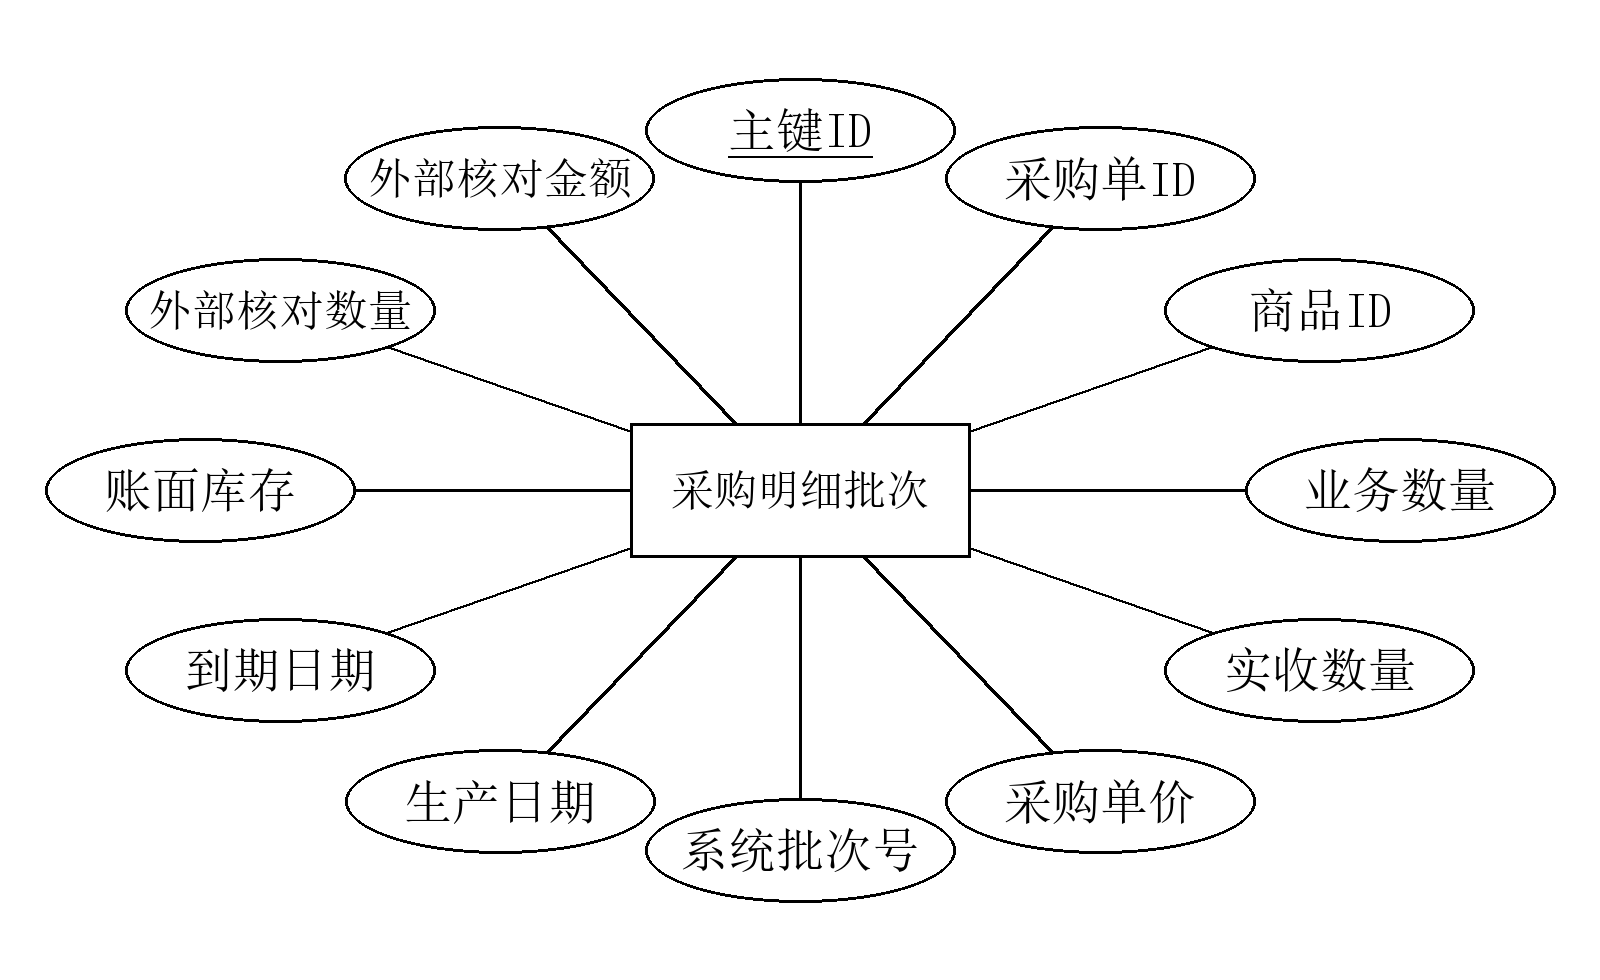 主键ID
外部核对金额
采购单ID
外部核对数量
商品ID
账面库存
采购明细批次
业务数量
到期日期
实收数量
生产日期
采购单价
系统批次号